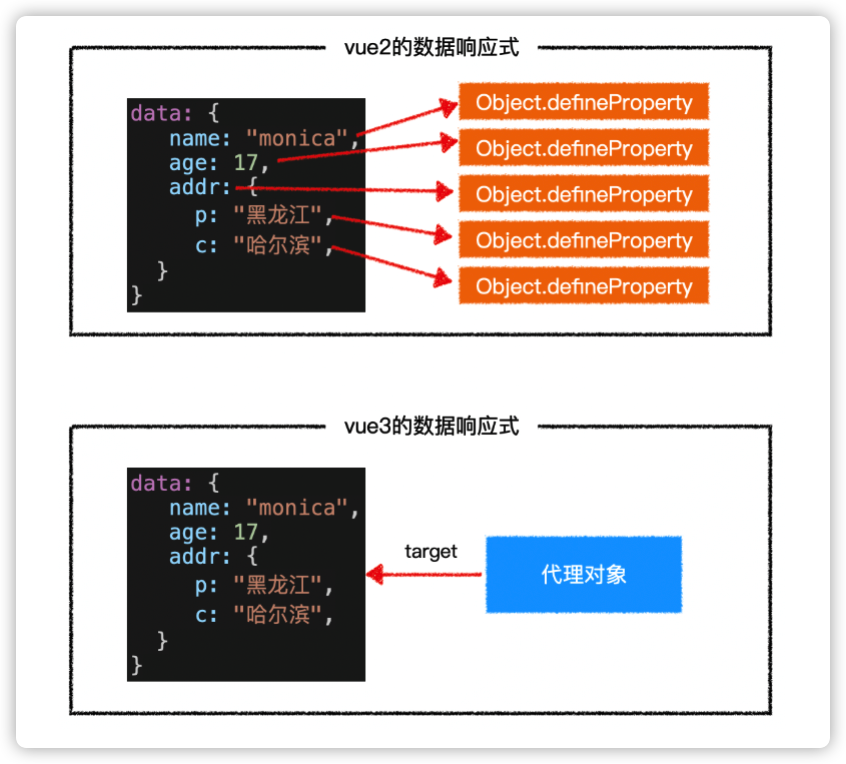 vue2的数据响应式
data: {
name: "monica",
age: 17,
addr: {
p: "黑龙江",
c: "哈尔滨",
}
}
Object.defineProperty
Object.defineProperty
Object.defineProperty
Object.defineProperty
Object.defineProperty
vue3的数据响应式
data: {
name: "monica",
age: 17,
addr: {
p: "黑龙江",
c: "哈尔滨",
}
}
target
代理对象